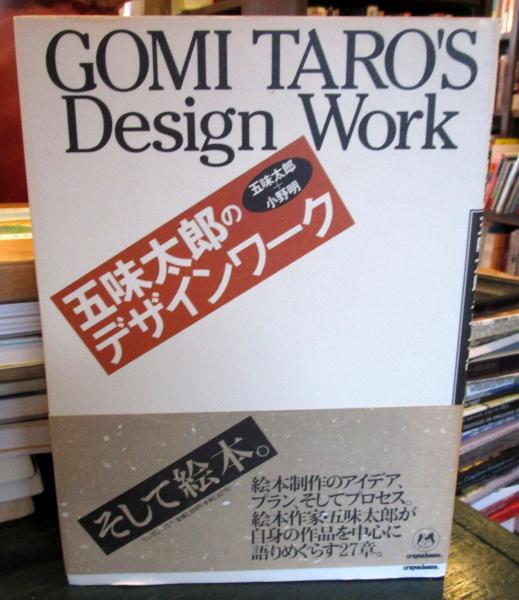 GOMI TARO'S
Design Work
五味太郎の
デザインワーク
五味太郎
+
小野明
そして絵本。
絵本制作のアイデア、
プラン、そしてプロセス。
絵本作家・五味太郎が
自身の作品を中心に
語りめぐらす27章。
crayonhouse
crayonhouse